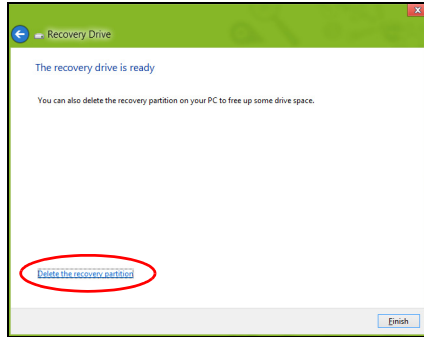 Recovery Drive
The recovery drive is ready
You can also delete the recovery partition on your PC to free up some drive space.
Delete the recovery partition
Finish